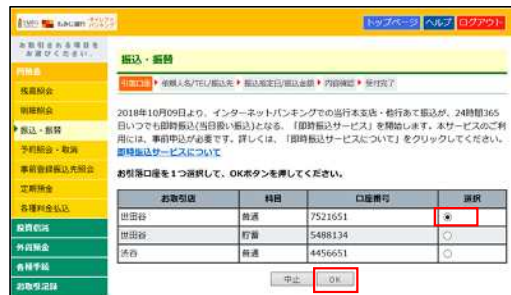 トップページ ヘルプ ログアウト
お取引される項目を
お選びください。
円照会
残高照会
明細照会
振込・振替
予約照会・取消
事前登録振込先照会
定期預金
各種料金払込
投資信託
外貨預金
各種手続
お取引記録
振込・振替
引落口座 依頼人名/TEL/振込先 振込指定日/振込金額 内容確認 受付完了
2018年10月09日より、インターネットバンキングでの当行本支店・他行あて振込が、24時間365
日いつでも即時振込(当日扱い振込)となる、「即時振込サービス」を開始します。本サービスのご利
用には、事前申込が必要です。詳しくは、「即時振込サービスについて」をクリックしてください。
即時振込サービスについて
お引落口座を1つ選択して、OKボタンを押してください。
お取引店 科目 口座番号 選択
世田谷 普通 7521651
世田谷 貯蓄 5488134
渋谷 普通 4456651
中止 OK